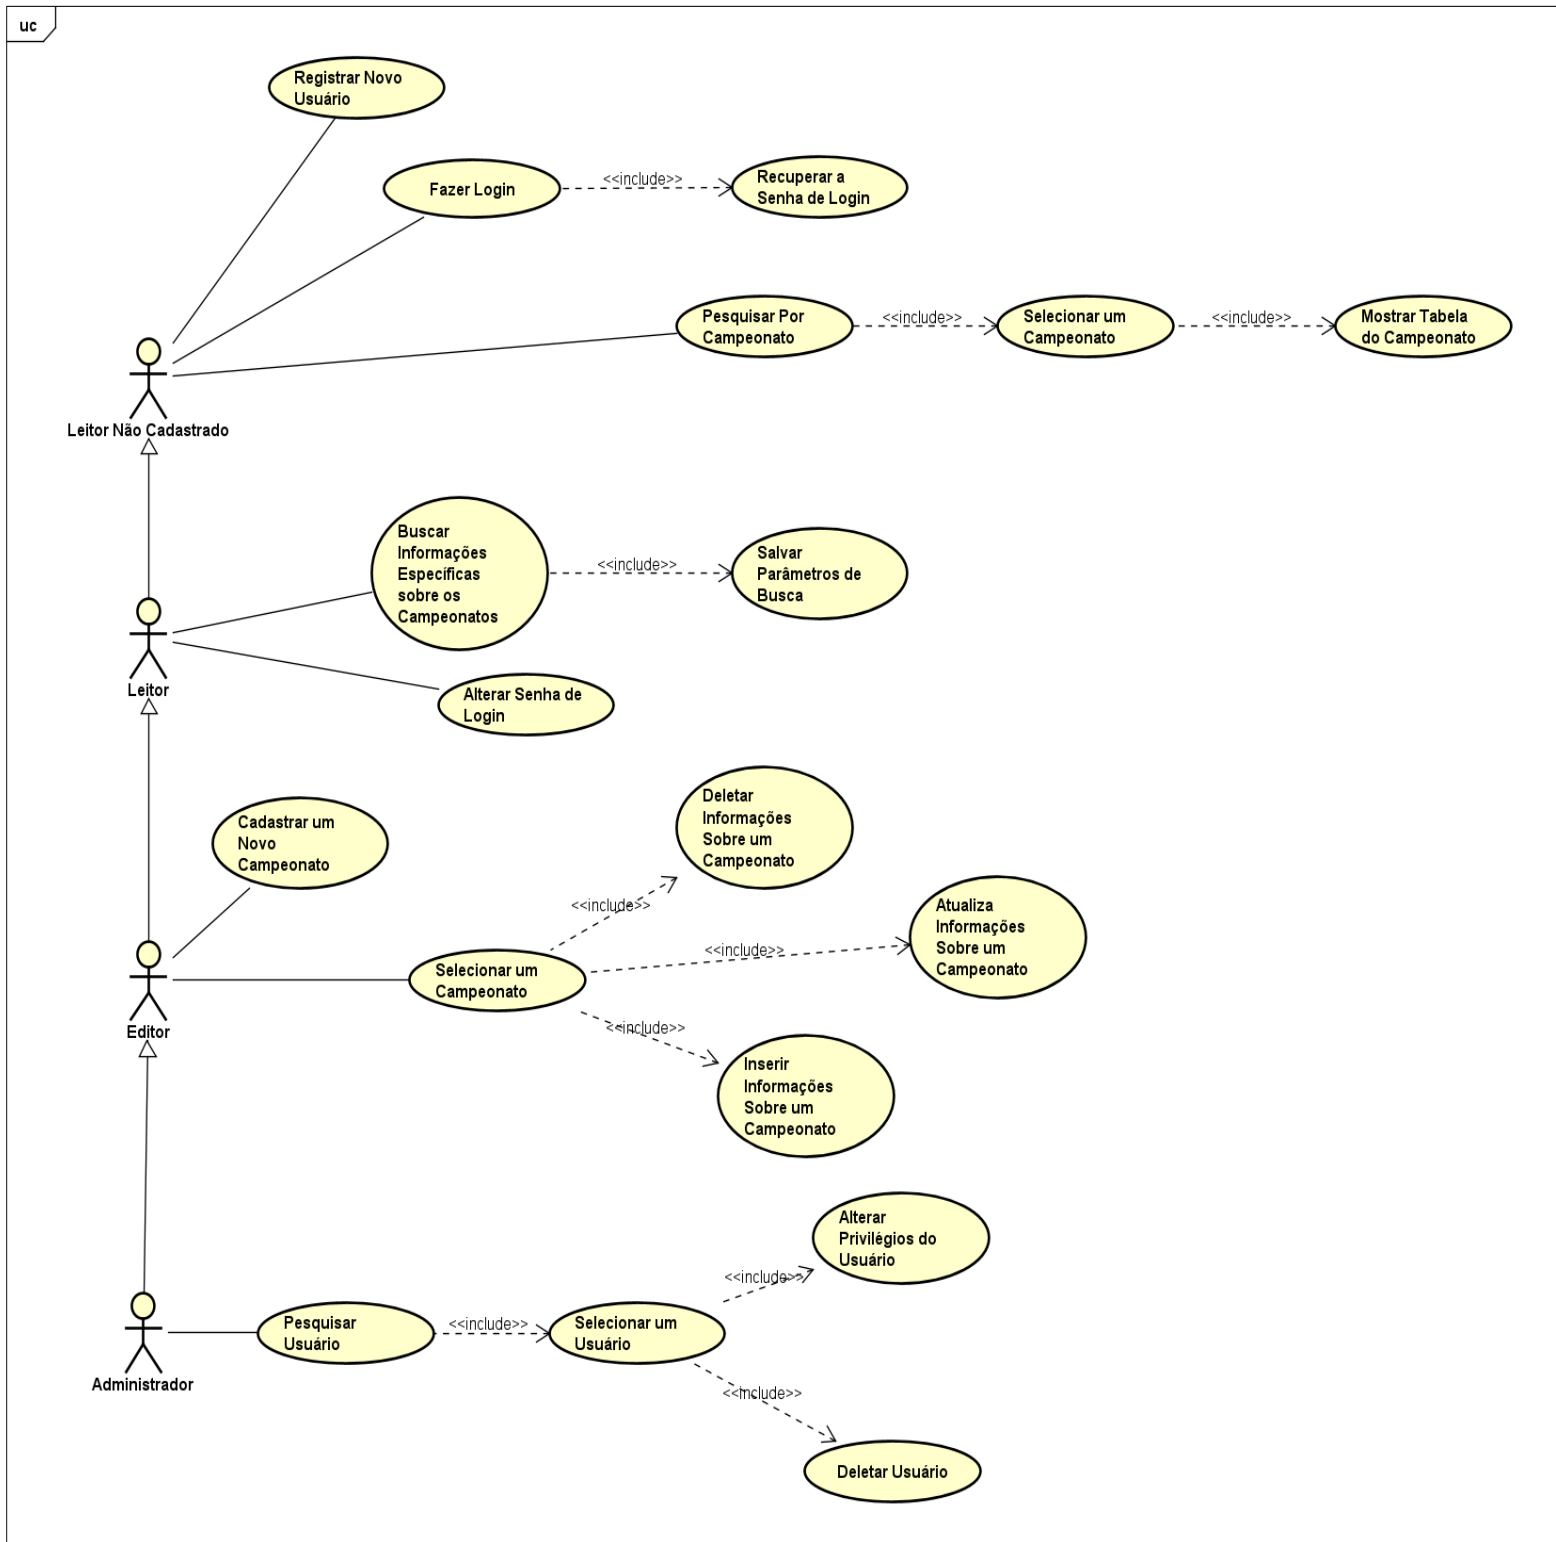 uc
Registrar Novo
Usuário
Fazer Login
<<include>>
Recuperar a
Senha de Login
Pesquisar Por
Campeonato
<<include>>
Selecionar um
Campeonato
<<include>>
Mostrar Tabela
do Campeonato
Leitor Não Cadastrado
Buscar
Informações
Específicas
sobre os
Campeonatos
<<include>>
Salvar
Parâmetros de
Busca
Leitor
Alterar Senha de
Login
Cadastrar um
Novo
Campeonato
Deletar
Informações
Sobre um
Campeonato
<<include>>
Atualiza
Informações
Sobre um
Campeonato
<<include>>
Selecionar um
Campeonato
Editor
<<include>>
Inserir
Informações
Sobre um
Campeonato
Alterar
Privilégios do
Usuário
<<include>>
Pesquisar
Usuário
<<include>>
Selecionar um
Usuário
Administrador
<<include>>
Deletar Usuário